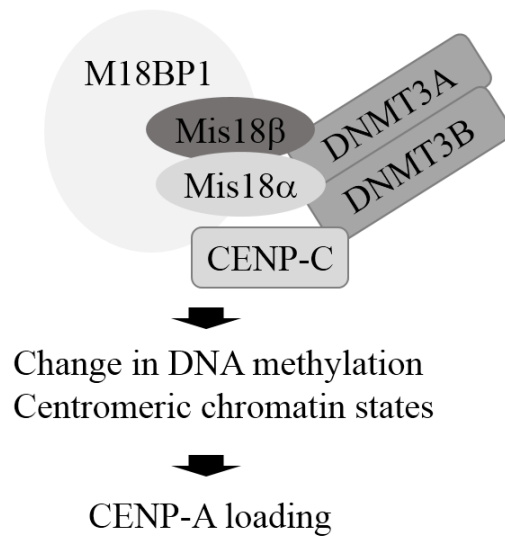 M18BP1
Mis18β
Mis18α
DNMT3A
DNMT3B
CENP-C
Change in DNA methylation
Centromeric chromatin states
CENP-A loading